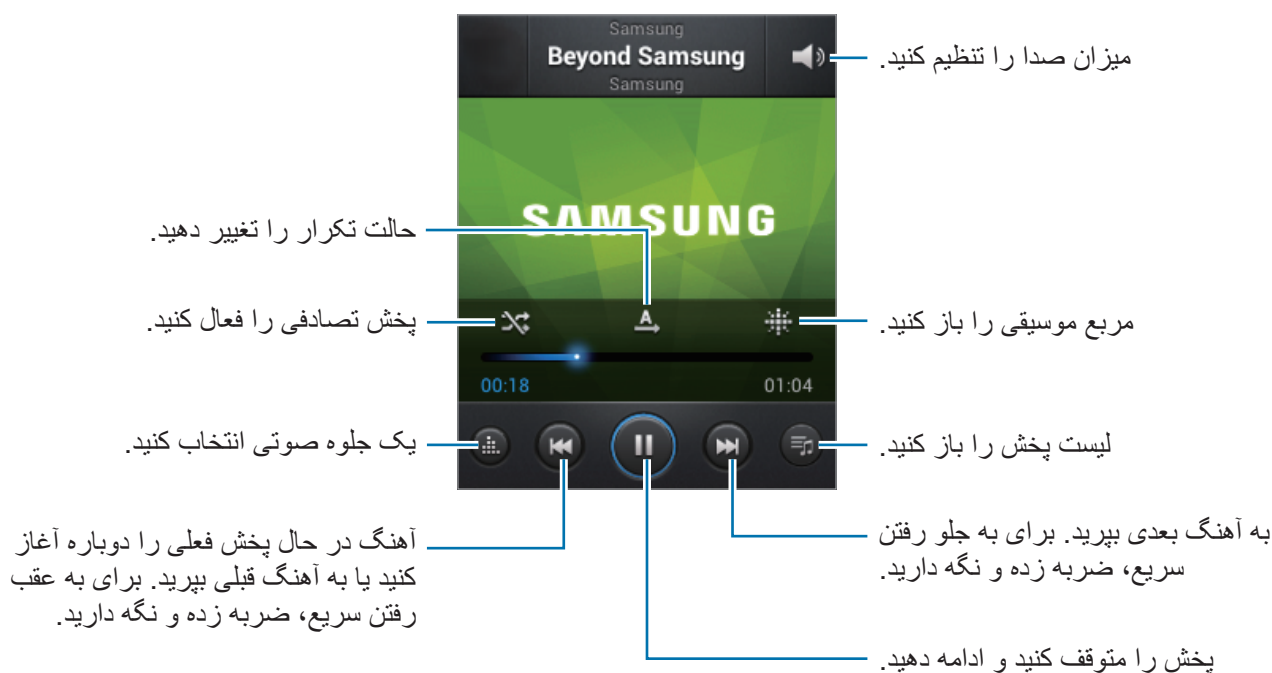 Samsung
Beyond Samsung
Samsung
میزان صدا را تنظیم کنید.
SAMSUNG
حالت تکرار را تغییر دهید.
A
پخش تصادفی را فعال کنید.
مربع موسیقی را باز کنید.
00:18
01:04
یک جلوه صوتی انتخاب کنید.
لیست پخش را باز کنید.
به آهنگ بعدی بپرید. برای به جلو رفتن
سریع، ضربه زده و نگه دارید.
آهنگ در حال پخش فعلی را دوباره آغاز
کنید یا به آهنگ قبلی بپرید. برای به عقب
رفتن سریع، ضربه زده و نگه دارید.
پخش را متوقف کنید و ادامه دهید.